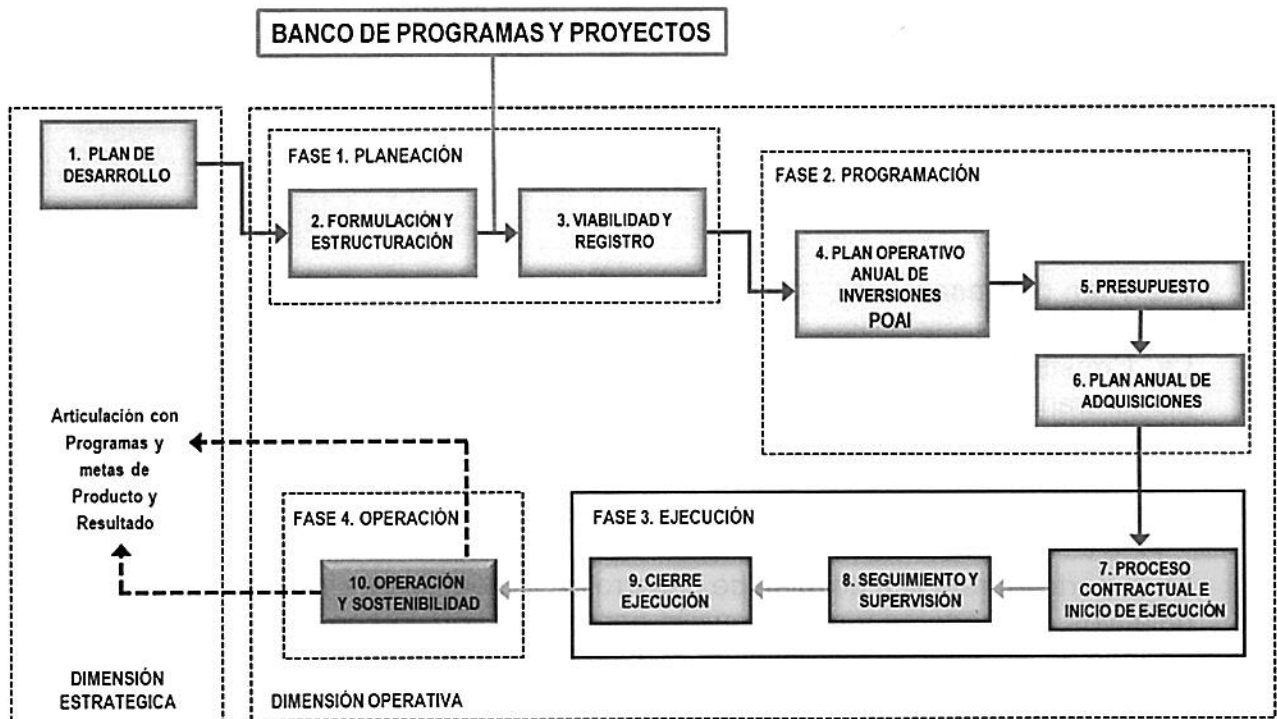 BANCO DE PROGRAMAS Y PROYECTOS
1. PLAN DE
DESARROLLO
FASE 1. PLANEACIÓN
2. FORMULACIÓN Y
ESTRUCTURACIÓN
3. VIABILIDAD Y
REGISTRO
FASE 2. PROGRAMACIÓN
4. PLAN OPERATIVO
ANUAL DE
INVERSIONES
POAI
5. PRESUPUESTO
6. PLAN ANUAL DE
ADQUISICIONES
Articulación con
Programas y
metas de
Producto y
Resultado
FASE 3. EJECUCIÓN
7. PROCESO
CONTRACTUAL E
INICIO DE EJECUCIÓN
8. SEGUIMIENTO Y
SUPERVISIÓN
9. CIERRE
EJECUCIÓN
FASE 4. OPERACIÓN
10. OPERACIÓN
Y SOSTENIBILIDAD
DIMENSIÓN
ESTRATEGICA
DIMENSIÓN OPERATIVA